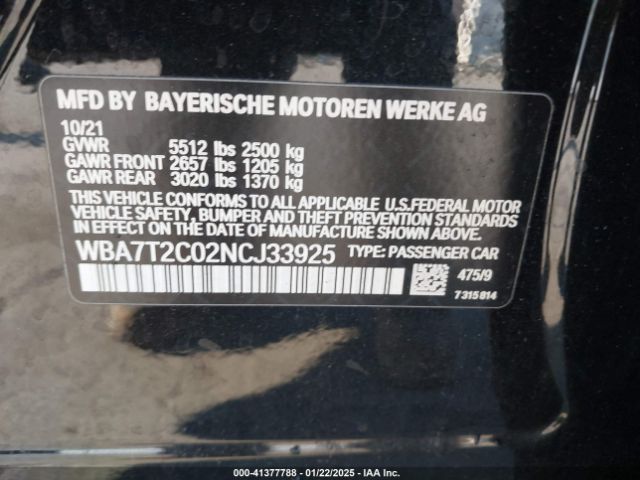 MFD BY BAYERISCHE MOTOREN WERKE AG
10/21
GVWR 5512 lbs 2500 kg
GAWR FRONT 2657 lbs 1205 kg
GAWR REAR 3020 lbs 1370 kg
THIS VEHICLE CONFORMS TO ALL APPLICABLE U.S.FEDERAL MOTOR
VEHICLE SAFETY, BUMPER, AND THEFT PREVENTION STANDARDS
IN EFFECT ON THE DATE OF MANUFACTURE SHOWN ABOVE.
WBA7T2C02NCJ33925 TYPE: PASSENGER CAR
475/9
7315814
000-41377788 - 01/22/2025 - IAA Inc.